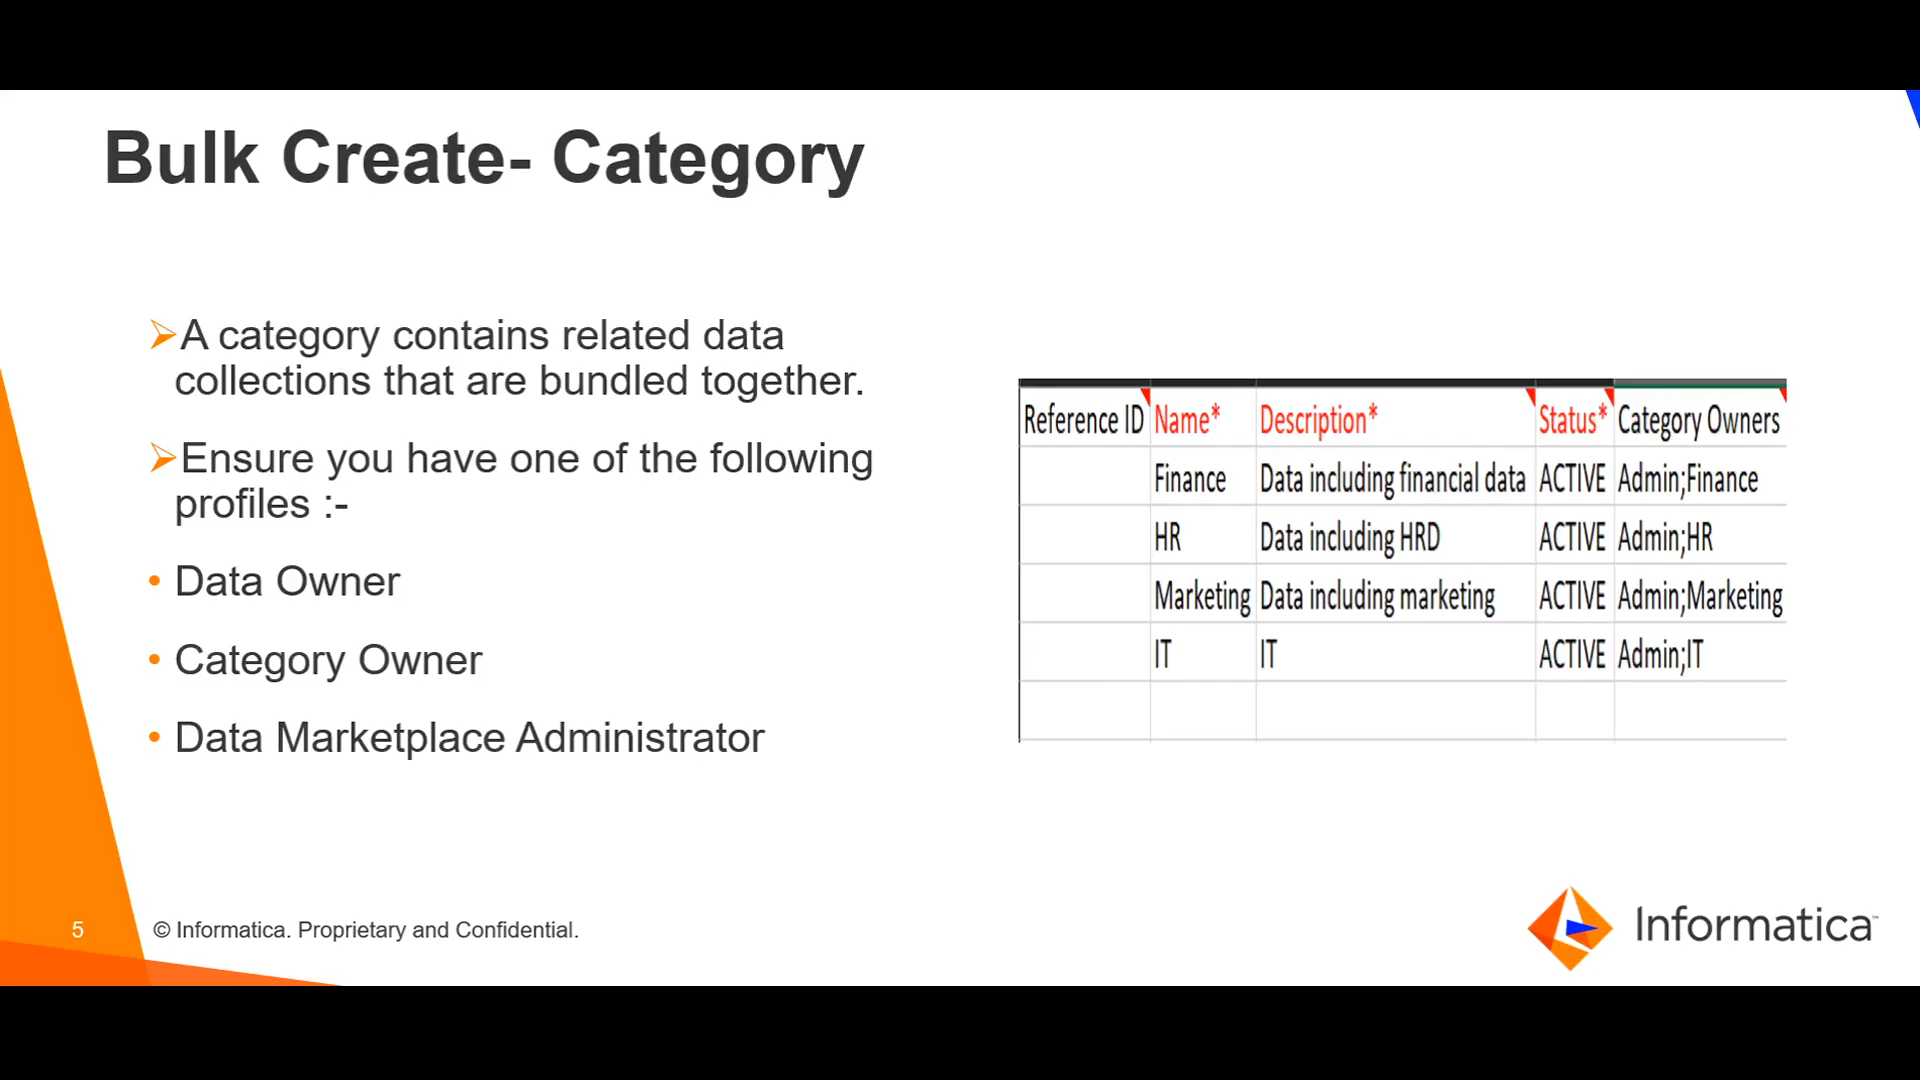 Bulk Create- Category
➢A category contains related data
collections that are bundled together.
➢Ensure you have one of the following
profiles :-
• Data Owner
• Category Owner
• Data Marketplace Administrator
Reference ID Name* Description* Status* Category Owners
Finance Data including financial data ACTIVE Admin;Finance
HR Data including HRD ACTIVE Admin;HR
Marketing Data including marketing ACTIVE Admin;Marketing
IT IT ACTIVE Admin;IT
5 © Informatica. Proprietary and Confidential.
Informatica™